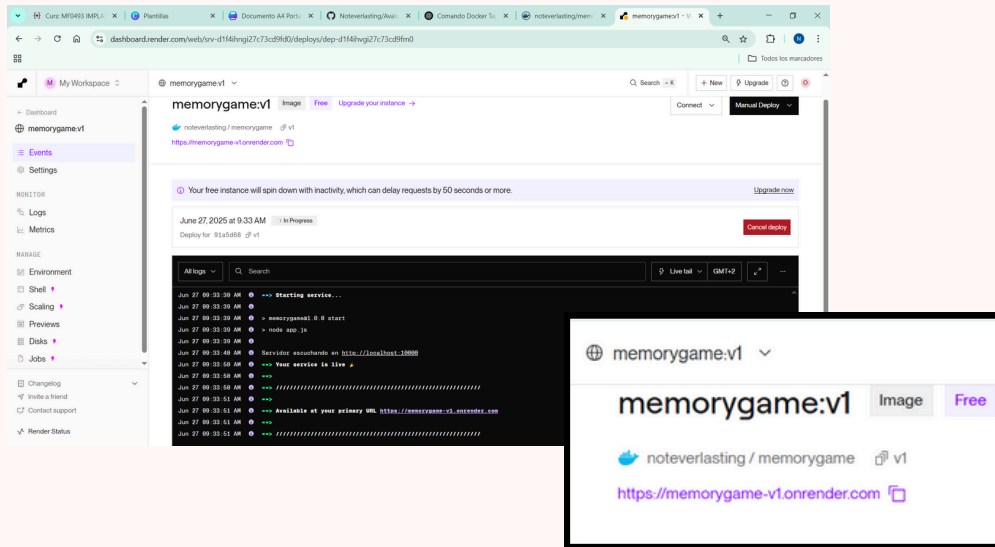 Curs: MF0493 IMPLA
Plantillas
Documento A4 Porta
Noteverlasting/Avalu
Comando Docker Ta
noteverlasting/memo
memorygame:v1 · W
dashboard.render.com/web/srv-d1f4ihngi27c73cd9fd0/deploys/dep-d1f4ihvgi27c73cd9fm0
N
Todos los marcadores
M My Workspace
memorygame:v1
Search
+ New
Upgrade
Dashboard
memorygame:v1
Events
Settings
MONITOR
Logs
Metrics
MANAGE
Environment
Shell
Scaling
Previews
Disks
Jobs
Changelog
Invite a friend
Contact support
Render Status
memorygame:v1 Image Free Upgrade your instance →
Connect
Manual Deploy
noteverlasting / memorygame v1
https://memorygame-v1.onrender.com
Your free instance will spin down with inactivity, which can delay requests by 50 seconds or more.
Upgrade now
June 27, 2025 at 9:33 AM In Progress
Deploy for 91a5d68 v1
Cancel deploy
All logs
Search
Live tail
GMT+2
Jun 27 09:33:30 AM ==> Starting service...
Jun 27 09:33:39 AM
Jun 27 09:33:39 AM > memorygame@1.0.0 start
Jun 27 09:33:39 AM > node app.js
Jun 27 09:33:39 AM
Jun 27 09:33:40 AM Servidor escuchando en http://localhost:10000
Jun 27 09:33:50 AM ==> Your service is live 🎉
Jun 27 09:33:50 AM ==>
Jun 27 09:33:50 AM ==> ///////////////////////////////////////////////////////////
Jun 27 09:33:51 AM ==>
Jun 27 09:33:51 AM ==> Available at your primary URL https://memorygame-v1.onrender.com
Jun 27 09:33:51 AM ==>
Jun 27 09:33:51 AM ==> ///////////////////////////////////////////////////////////
memorygame:v1
memorygame:v1 Image Free
noteverlasting / memorygame v1
https://memorygame-v1.onrender.com